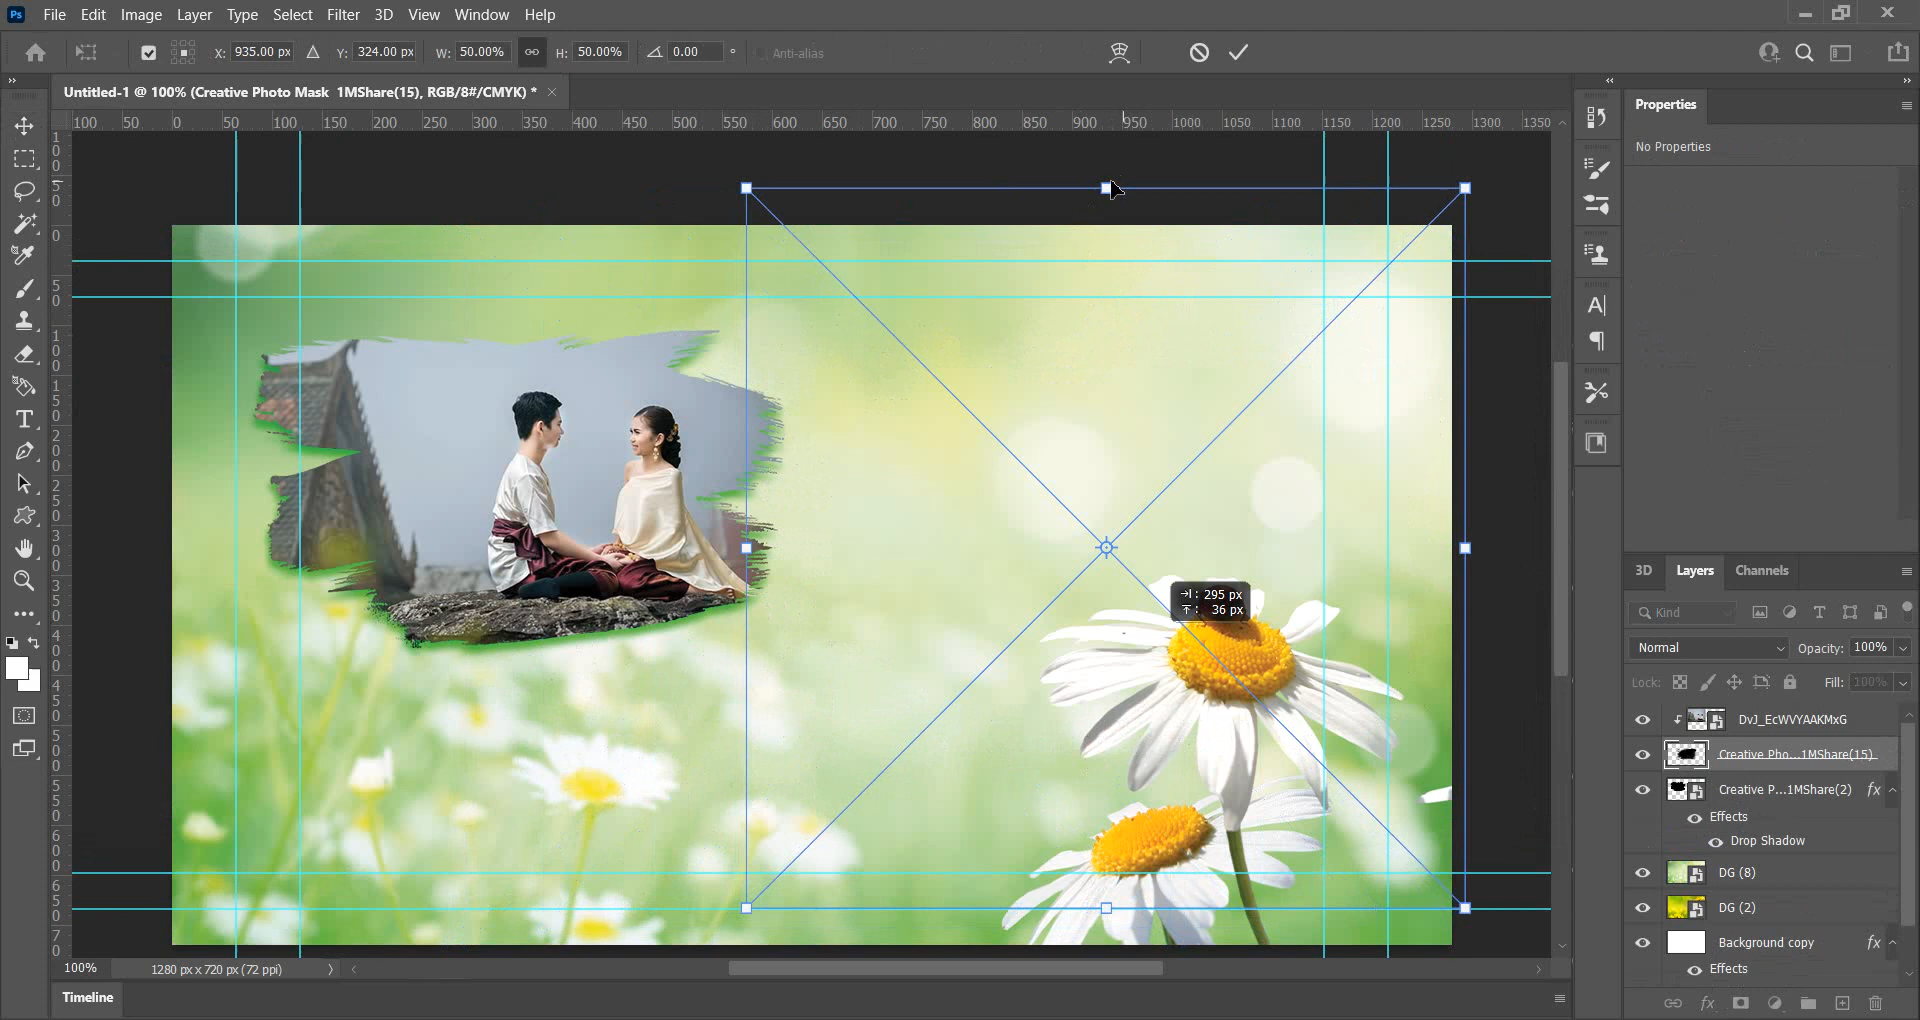 Ps File Edit Image Layer Type Select Filter 3D View Window Help
X: 935.00 px Y: 324.00 px W: 50.00% H: 50.00% 0.00 ° Anti-alias
Untitled-1 @ 100% (Creative Photo Mask 1MShare(15), RGB/8#/CMYK) *
100 50 0 50 100 150 200 250 300 350 400 450 500 550 600 650 700 750 800 850 900 950 1000 1050 1100 1150 1200 1250 1300 1350
Properties
No Properties
→I : 295 px
36 px
3D Layers Channels
Kind
Normal Opacity: 100%
Lock: Fill: 100%
DvJ_EcWVYAAKMxG
Creative Pho...1MShare(15)
Creative P...1MShare(2) fx
Effects
Drop Shadow
DG (8)
DG (2)
Background copy fx
Effects
100% 1280 px x 720 px (72 ppi)
Timeline
fx